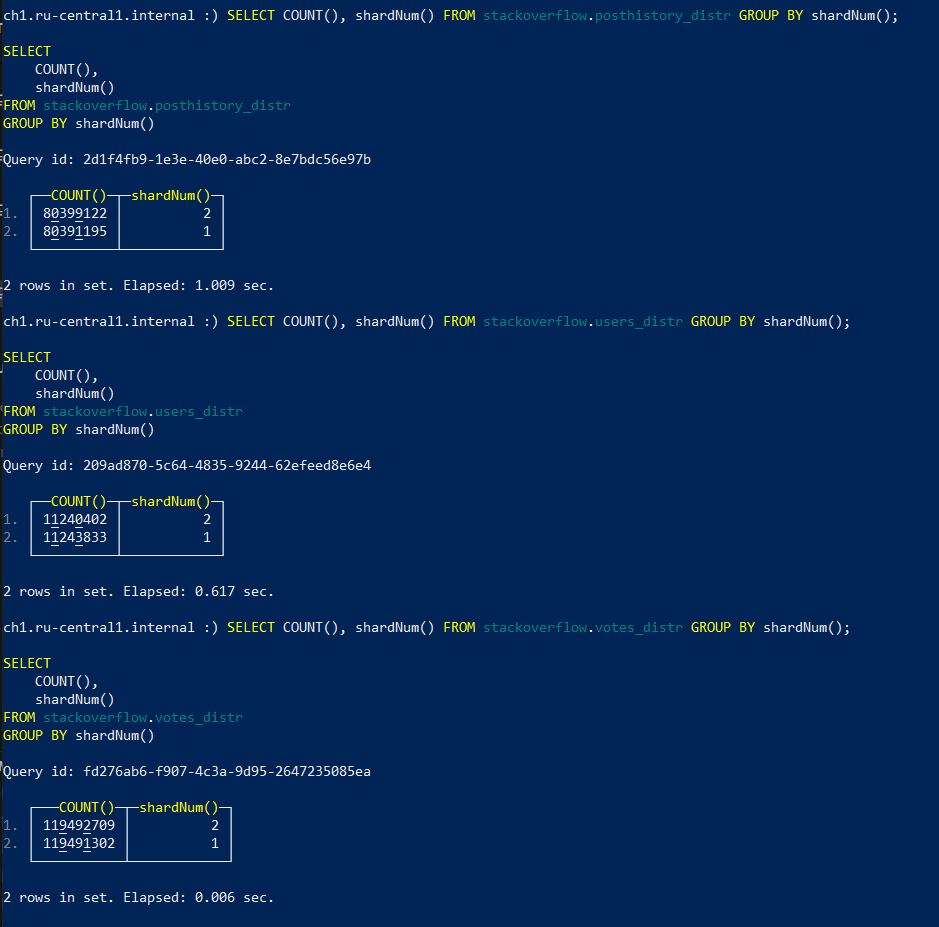 ch1.ru-central1.internal :) SELECT COUNT(), shardNum() FROM stackoverflow.posthistory_distr GROUP BY shardNum();
SELECT
COUNT(),
shardNum()
FROM stackoverflow.posthistory_distr
GROUP BY shardNum()
Query id: 2d1f4fb9-1e3e-40e0-abc2-8e7bdc56e97b
COUNT() shardNum()
1. 80399122 2
2. 80391195 1
2 rows in set. Elapsed: 1.009 sec.
ch1.ru-central1.internal :) SELECT COUNT(), shardNum() FROM stackoverflow.users_distr GROUP BY shardNum();
SELECT
COUNT(),
shardNum()
FROM stackoverflow.users_distr
GROUP BY shardNum()
Query id: 209ad870-5c64-4835-9244-62efeed8e6e4
COUNT() shardNum()
1. 11240402 2
2. 11243833 1
2 rows in set. Elapsed: 0.617 sec.
ch1.ru-central1.internal :) SELECT COUNT(), shardNum() FROM stackoverflow.votes_distr GROUP BY shardNum();
SELECT
COUNT(),
shardNum()
FROM stackoverflow.votes_distr
GROUP BY shardNum()
Query id: fd276ab6-f907-4c3a-9d95-2647235085ea
COUNT() shardNum()
1. 119492709 2
2. 119491302 1
2 rows in set. Elapsed: 0.006 sec.